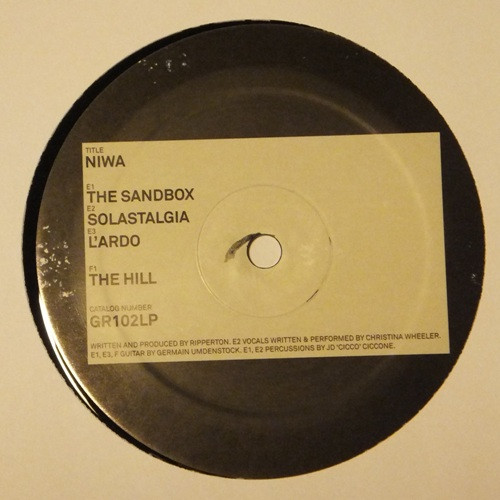 TITLE
NIWA
E1
THE SANDBOX
E2
SOLASTALGIA
E3
L'ARDO
F1
THE HILL
CATALOG NUMBER
GR102LP
WRITTEN AND PRODUCED BY RIPPERTON. E2 VOCALS WRITTEN & PERFORMED BY CHRISTINA WHEELER.
E1, E3, F GUITAR BY GERMAIN UMDENSTOCK. E1, E2 PERCUSSIONS BY JD 'CICCO' CICCONE.